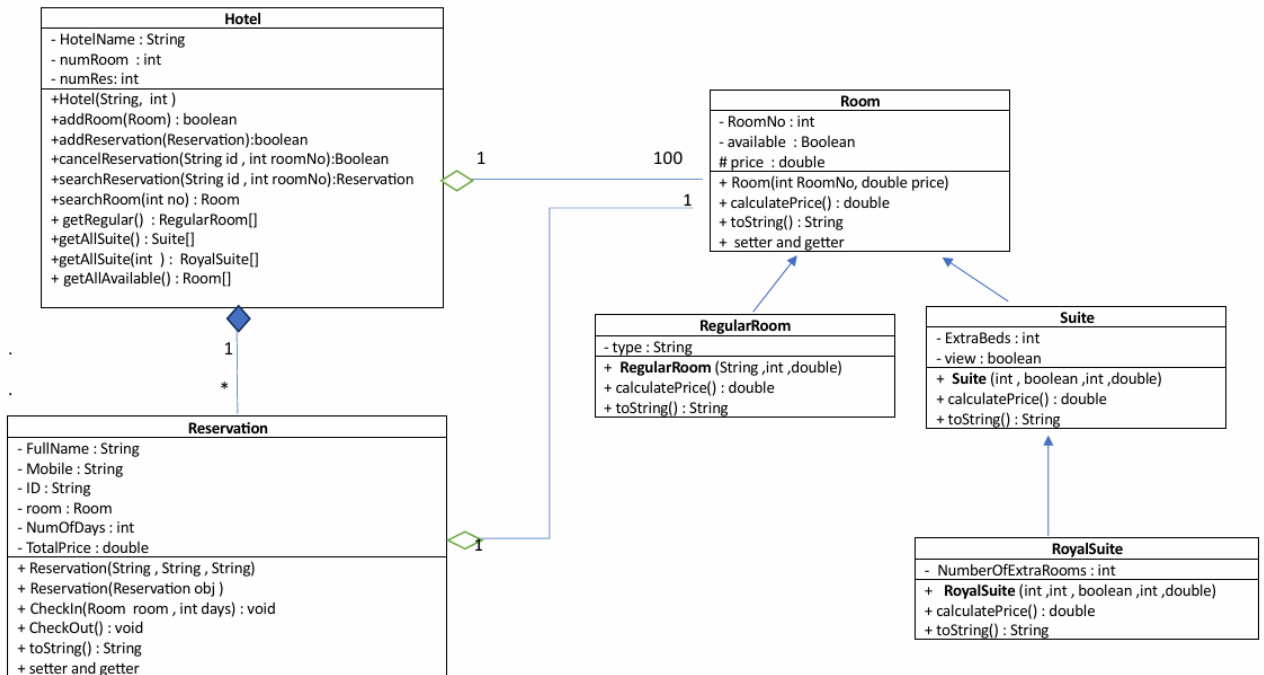 Hotel
- HotelName : String
- numRoom : int
- numRes: int
+Hotel(String, int )
+addRoom(Room) : boolean
+addReservation(Reservation):boolean
+cancelReservation(String id , int roomNo):Boolean
+searchReservation(String id , int roomNo):Reservation
+searchRoom(int no) : Room
+ getRegular() : RegularRoom[]
+getAllSuite() : Suite[]
+getAllSuite(int ) : RoyalSuite[]
+ getAllAvailable() : Room[]
1
100
1
Room
- RoomNo : int
- available : Boolean
# price : double
+ Room(int RoomNo, double price)
+ calculatePrice() : double
+ toString() : String
+ setter and getter
RegularRoom
- type : String
+ RegularRoom (String ,int ,double)
+ calculatePrice() : double
+ toString() : String
Suite
- ExtraBeds : int
- view : boolean
+ Suite (int , boolean ,int ,double)
+ calculatePrice() : double
+ toString() : String
.
1
.
*
Reservation
- FullName : String
- Mobile : String
- ID : String
- room : Room
- NumOfDays : int
- TotalPrice : double
+ Reservation(String , String , String)
+ Reservation(Reservation obj )
+ CheckIn(Room room , int days) : void
+ CheckOut() : void
+ toString() : String
+ setter and getter
1
RoyalSuite
- NumberOfExtraRooms : int
+ RoyalSuite (int ,int , boolean ,int ,double)
+ calculatePrice() : double
+ toString() : String